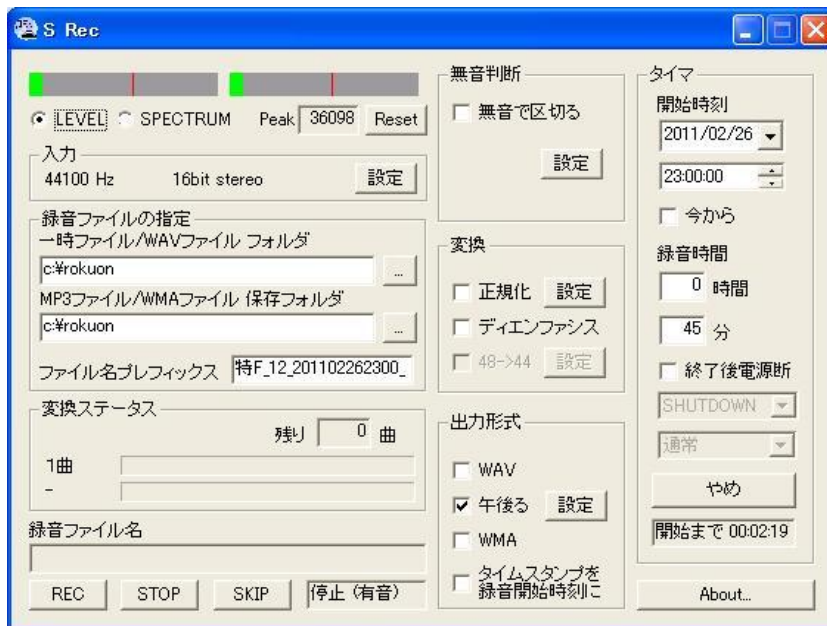 S Rec
LEVEL SPECTRUM Peak 36098 Reset
入力
44100 Hz 16bit stereo 設定
録音ファイルの指定
一時ファイル/WAVファイル フォルダ
c:¥rokuon ...
MP3ファイル/WMAファイル 保存フォルダ
c:¥rokuon ...
ファイル名プレフィックス 特F_12_201102262300_
変換ステータス
残り 0 曲
1曲
-
録音ファイル名
REC STOP SKIP 停止 (有音)
無音判断
無音で区切る
設定
変換
正規化 設定
ディエンファシス
48->44 設定
出力形式
WAV
午後る 設定
WMA
タイムスタンプを
録音開始時刻に
タイマ
開始時刻
2011/02/26
23:00:00
今から
録音時間
0 時間
45 分
終了後電源断
SHUTDOWN
通常
やめ
開始まで 00:02:19
About...